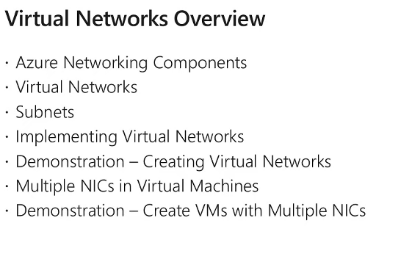 Virtual Networks Overview
· Azure Networking Components
· Virtual Networks
· Subnets
· Implementing Virtual Networks
· Demonstration – Creating Virtual Networks
· Multiple NICs in Virtual Machines
· Demonstration – Create VMs with Multiple NICs